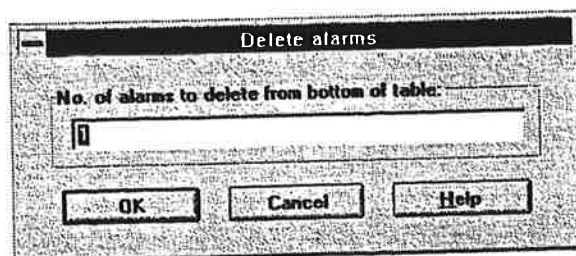 Delete alarms
No. of alarms to delete from bottom of table:
1
OK Cancel Help